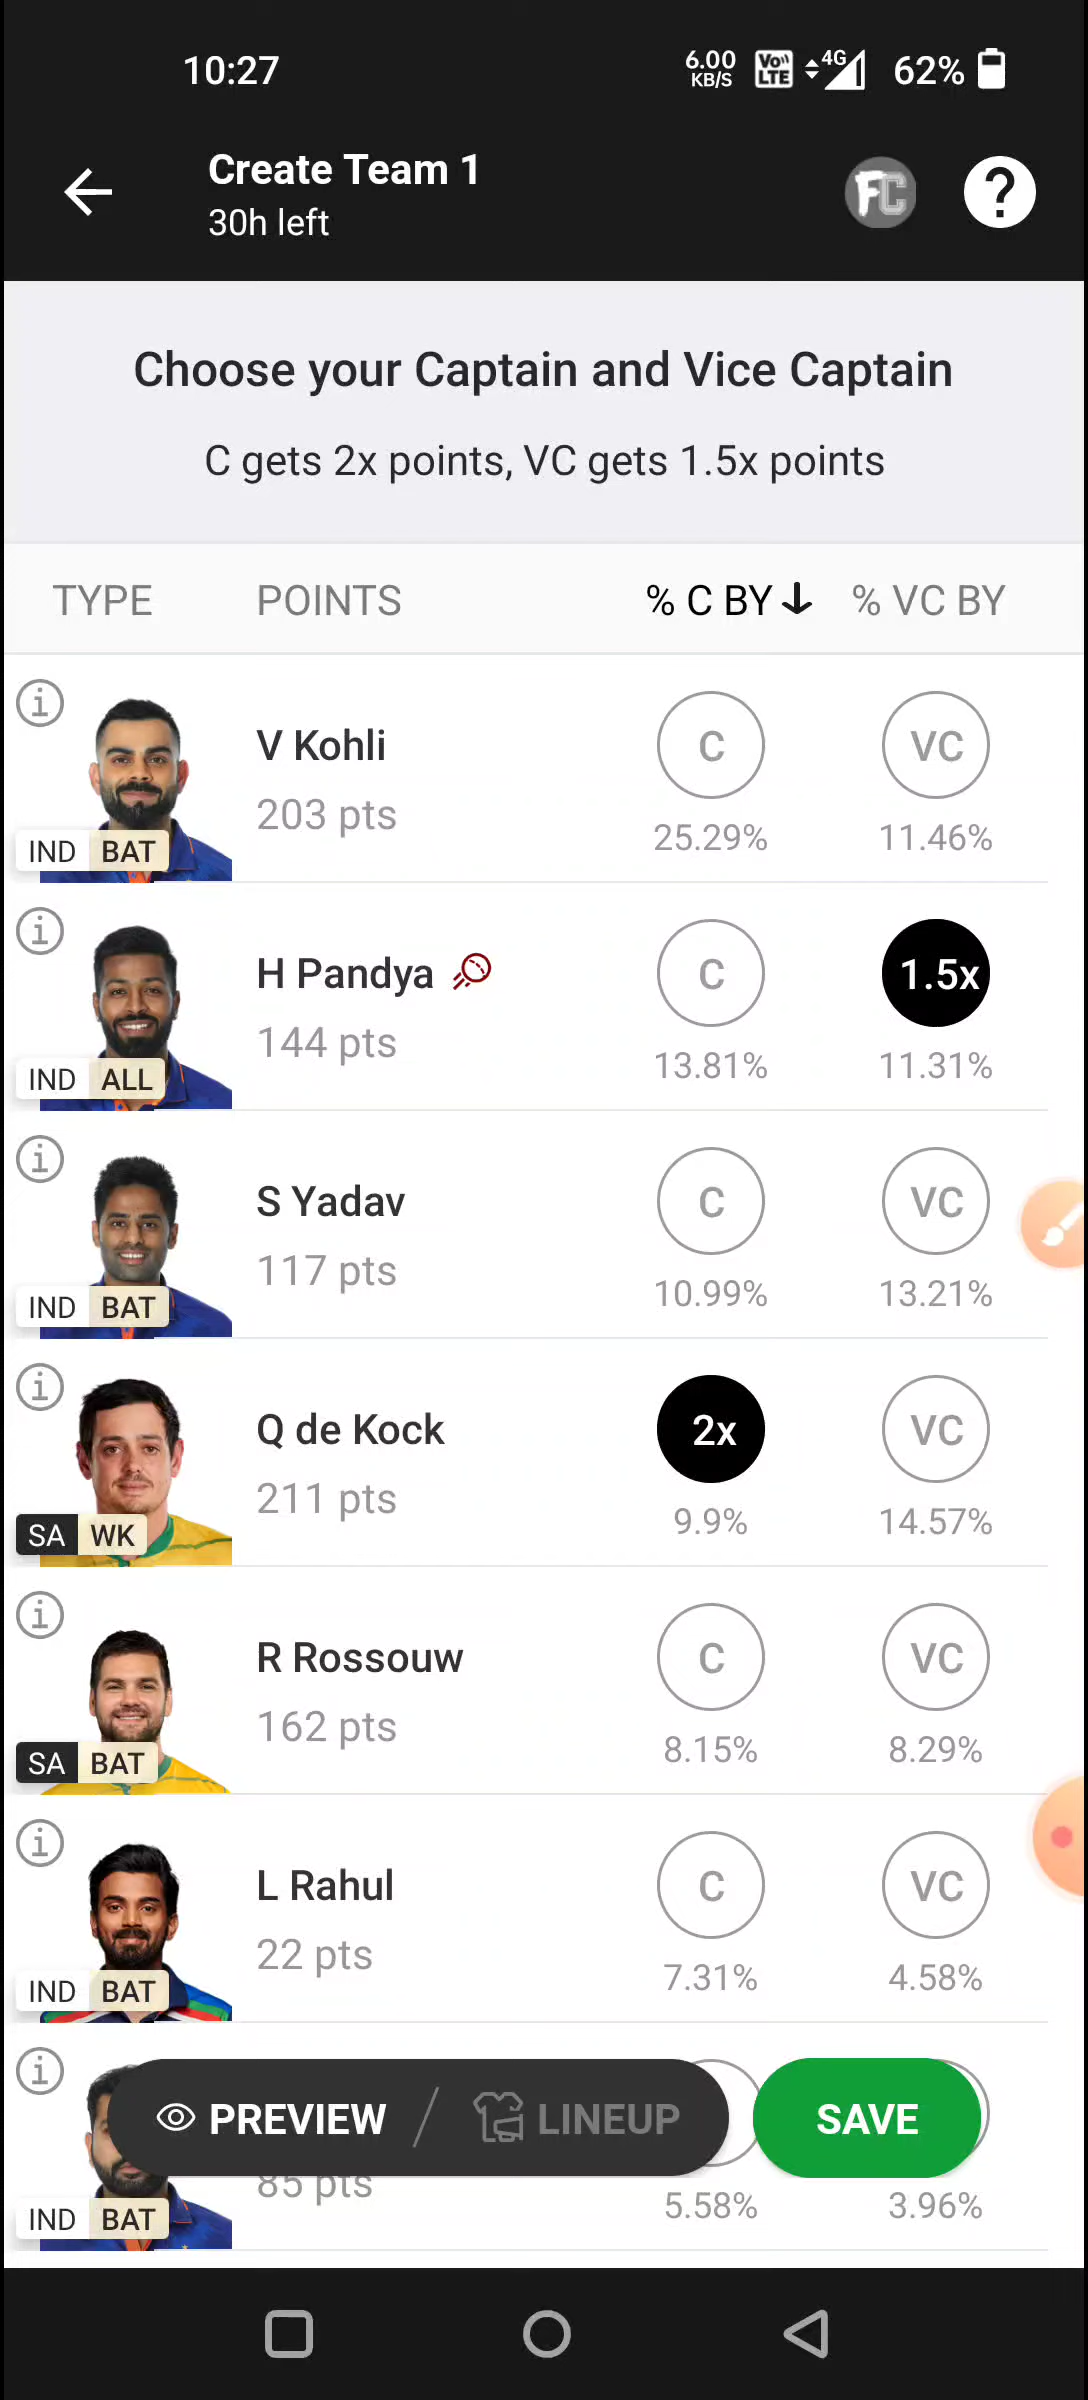 10:27 6.00 KB/S VoLTE 4G 62%
Create Team 1
30h left
FC ?
Choose your Captain and Vice Captain
C gets 2x points, VC gets 1.5x points
TYPE POINTS % C BY % VC BY
V Kohli
203 pts
IND BAT
C
25.29%
VC
11.46%
H Pandya
144 pts
IND ALL
C
13.81%
1.5x
11.31%
S Yadav
117 pts
IND BAT
C
10.99%
VC
13.21%
Q de Kock
211 pts
SA WK
2x
9.9%
VC
14.57%
R Rossouw
162 pts
SA BAT
C
8.15%
VC
8.29%
L Rahul
22 pts
IND BAT
C
7.31%
VC
4.58%
PREVIEW / LINEUP
SAVE
85 pts
IND BAT
5.58%
3.96%